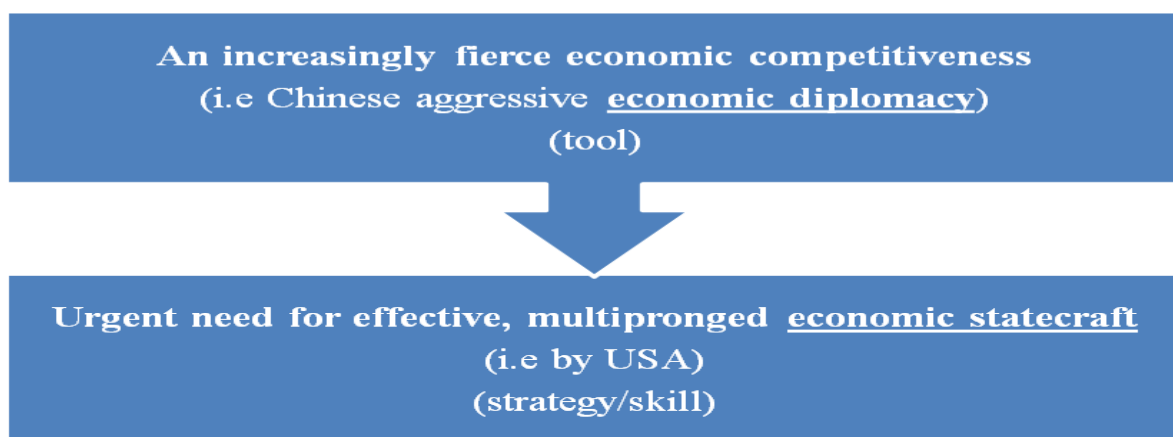 An increasingly fierce economic competitiveness
(i.e Chinese aggressive economic diplomacy)
(tool)
Urgent need for effective, multipronged economic statecraft
(i.e by USA)
(strategy/skill)